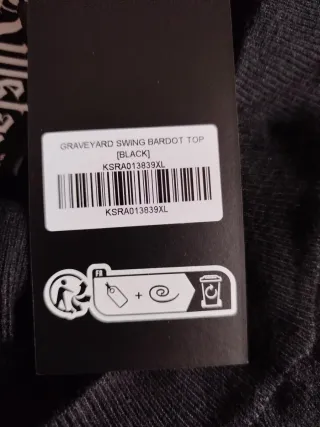 GRAVEYARD SWING BARDOT TOP
[BLACK]
KSRA013839XL
KSRA013839XL
FR
+